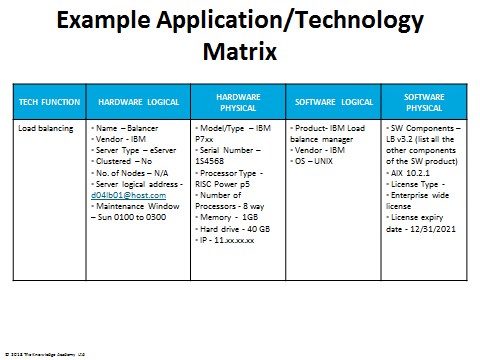 Example Application/Technology
Matrix
TECH FUNCTION
HARDWARE LOGICAL
HARDWARE
PHYSICAL
SOFTWARE LOGICAL
SOFTWARE
PHYSICAL
Load balancing
• Name – Balancer
• Vendor - IBM
• Server Type – eServer
• Clustered – No
• No. of Nodes – N/A
• Server logical address -
d04lb01@host.com
• Maintenance Window
– Sun 0100 to 0300
• Model/Type – IBM
P7xx
• Serial Number –
1S4568
• Processor Type -
RISC Power p5
• Number of
Processors - 8 way
• Memory - 1GB
• Hard drive - 40 GB
• IP - 11.xx.xx.xx
• Product- IBM Load
balance manager
• Vendor - IBM
• OS – UNIX
• SW Components –
LB v3.2 (list all the
other components
of the SW product)
• AIX 10.2.1
• License Type -
• Enterprise wide
license
• License expiry
date - 12/31/2021
© 2018 The Knowledge Academy Ltd